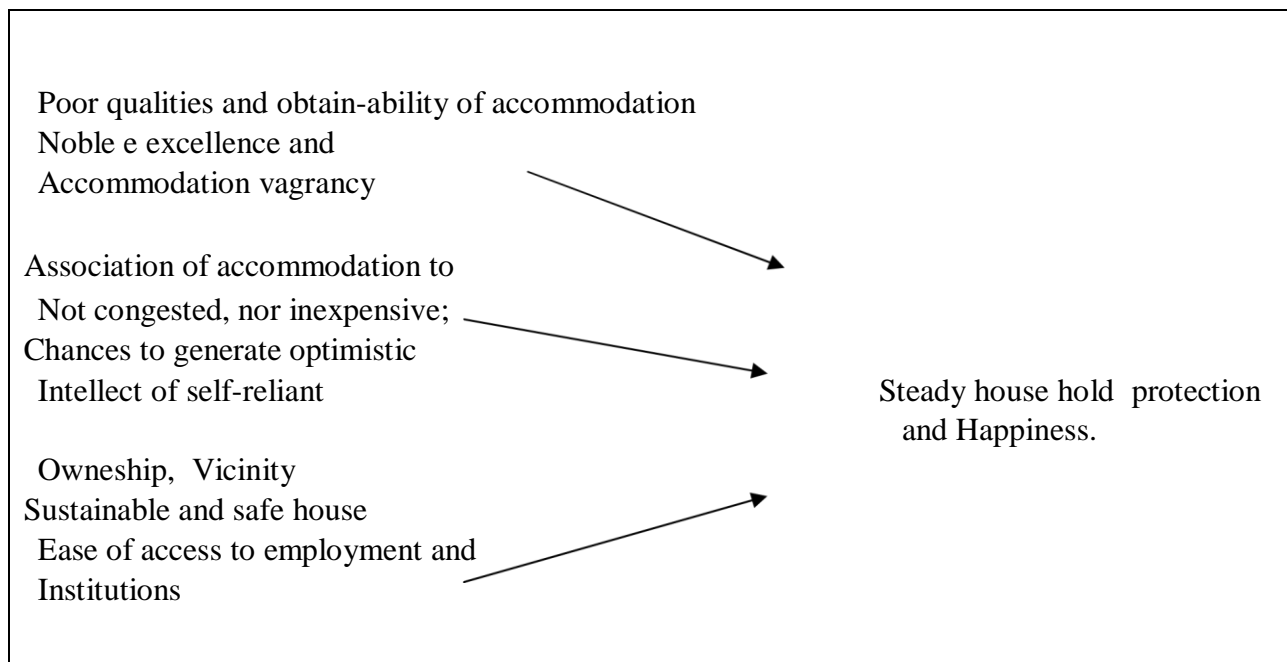 Poor qualities and obtain-ability of accommodation
Noble e excellence and
Accommodation vagrancy
Association of accommodation to
Not congested, nor inexpensive;
Chances to generate optimistic
Intellect of self-reliant
Steady house hold protection
and Happiness.
Owneship, Vicinity
Sustainable and safe house
Ease of access to employment and
Institutions